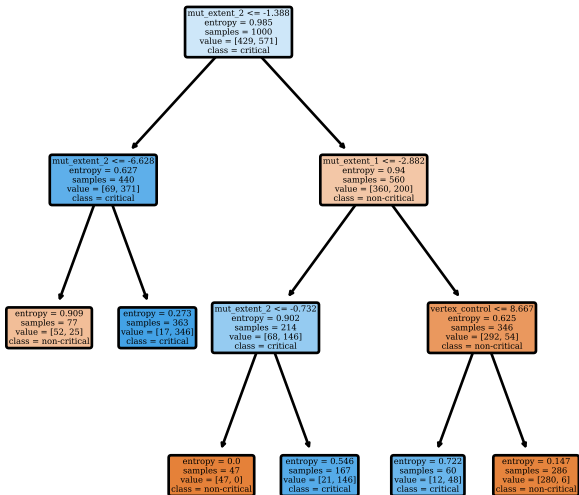 mut_extent_2 <= -1.388
entropy = 0.985
samples = 1000
value = [429, 571]
class = critical
mut_extent_2 <= -6.628
entropy = 0.627
samples = 440
value = [69, 371]
class = critical
mut_extent_1 <= -2.882
entropy = 0.94
samples = 560
value = [360, 200]
class = non-critical
entropy = 0.909
samples = 77
value = [52, 25]
class = non-critical
entropy = 0.273
samples = 363
value = [17, 346]
class = critical
mut_extent_2 <= -0.732
entropy = 0.902
samples = 214
value = [68, 146]
class = critical
vertex_control <= 8.667
entropy = 0.625
samples = 346
value = [292, 54]
class = non-critical
entropy = 0.0
samples = 47
value = [47, 0]
class = non-critical
entropy = 0.546
samples = 167
value = [21, 146]
class = critical
entropy = 0.722
samples = 60
value = [12, 48]
class = critical
entropy = 0.147
samples = 286
value = [280, 6]
class = non-critical